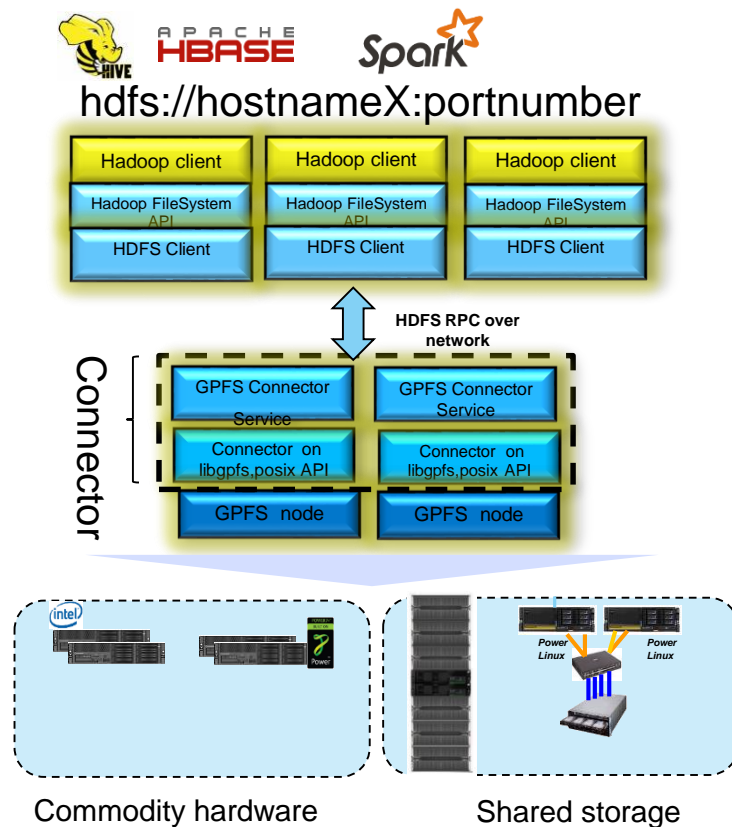 HIVE
APACHE
HBASE
Spark
hdfs://hostnameX:portnumber
Hadoop client
Hadoop client
Hadoop client
Hadoop FileSystem
API
Hadoop FileSystem
API
Hadoop FileSystem
API
HDFS Client
HDFS Client
HDFS Client
HDFS RPC over
network
Connector
GPFS Connector
Service
GPFS Connector
Service
Connector on
libgpfs,posix API
Connector on
libgpfs,posix API
GPFS node
GPFS node
intel
Power
Power
Linux
Power
Linux
Commodity hardware
Shared storage